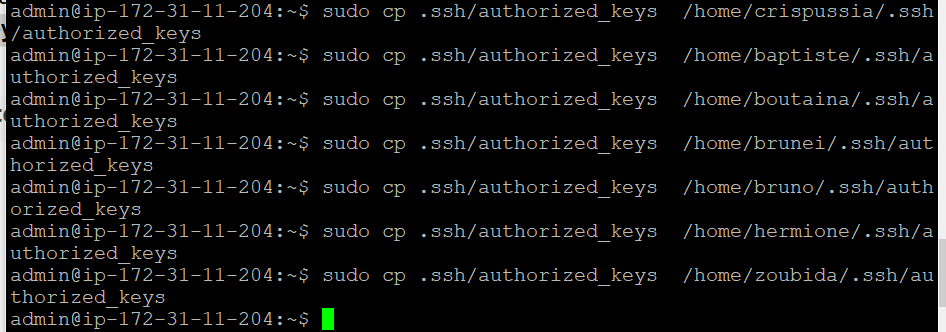 admin@ip-172-31-11-204:~$ sudo cp .ssh/authorized_keys  /home/crispussia/.ssh
/authorized_keys
admin@ip-172-31-11-204:~$ sudo cp .ssh/authorized_keys  /home/baptiste/.ssh/a
uthorized_keys
admin@ip-172-31-11-204:~$ sudo cp .ssh/authorized_keys  /home/boutaina/.ssh/a
uthorized_keys
admin@ip-172-31-11-204:~$ sudo cp .ssh/authorized_keys  /home/brunei/.ssh/aut
horized_keys
admin@ip-172-31-11-204:~$ sudo cp .ssh/authorized_keys  /home/bruno/.ssh/auth
orized_keys
admin@ip-172-31-11-204:~$ sudo cp .ssh/authorized_keys  /home/hermione/.ssh/a
uthorized_keys
admin@ip-172-31-11-204:~$ sudo cp .ssh/authorized_keys  /home/zoubida/.ssh/au
thorized_keys
admin@ip-172-31-11-204:~$